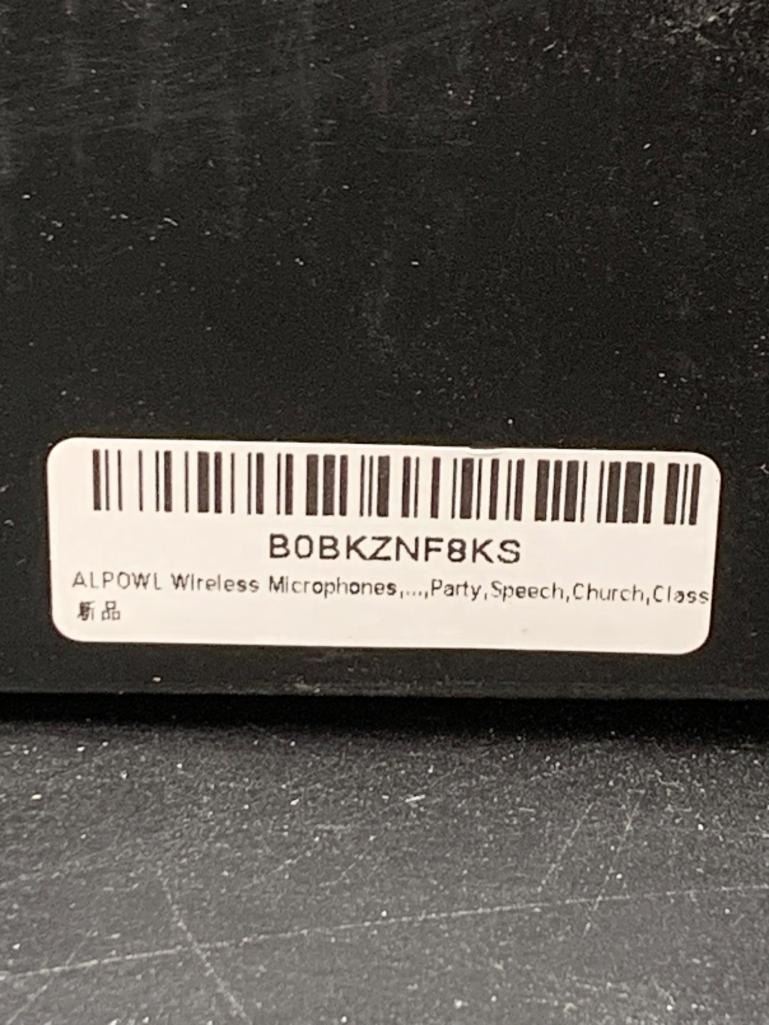 B0BKZNF8KS
ALPOWL Wireless Microphones,...,Party,Speech,Church,Class
新品